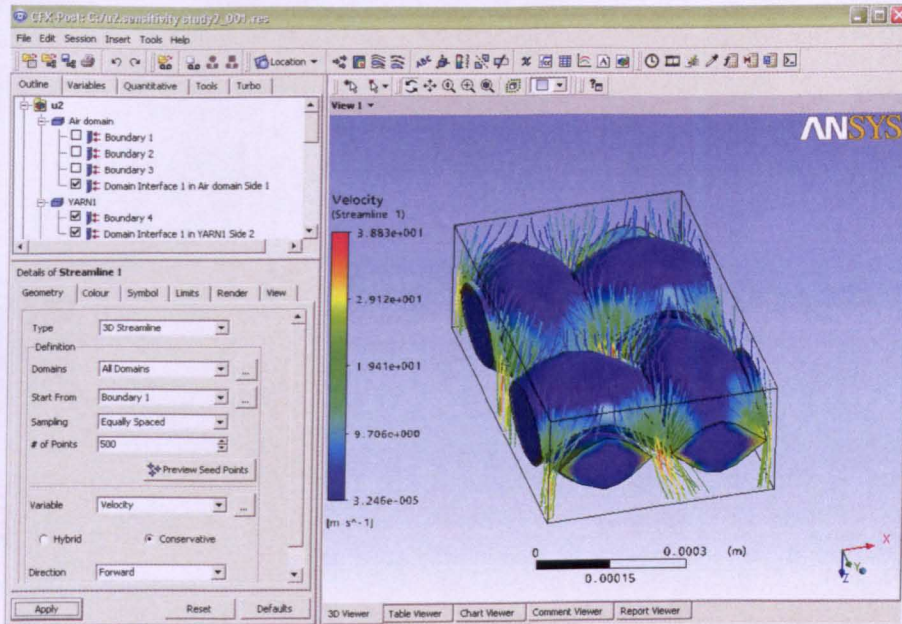 CFX-Post: C:/u2.sensitivity study2_001.res
File Edit Session Insert Tools Help
Location
Outline Variables Quantitative Tools Turbo
u2
Air domain
Boundary 1
Boundary 2
Boundary 3
Domain Interface 1 in Air domain Side 1
YARN1
Boundary 4
Domain Interface 1 in YARN1 Side 2
Details of Streamline 1
Geometry Colour Symbol Limits Render View
Type 3D Streamline
Definition
Domains All Domains ...
Start From Boundary 1 ...
Sampling Equally Spaced
# of Points 500
Preview Seed Points
Variable Velocity ...
Hybrid Conservative
Direction Forward
Apply Reset Defaults
View 1
ANSYS
Velocity
(Streamline 1)
3.883e+001
2.912e+001
1.941e+001
9.706e+000
3.246e-005
[m s^-1]
0 0.0003 (m)
0.00015
X
Y
Z
3D Viewer Table Viewer Chart Viewer Comment Viewer Report Viewer